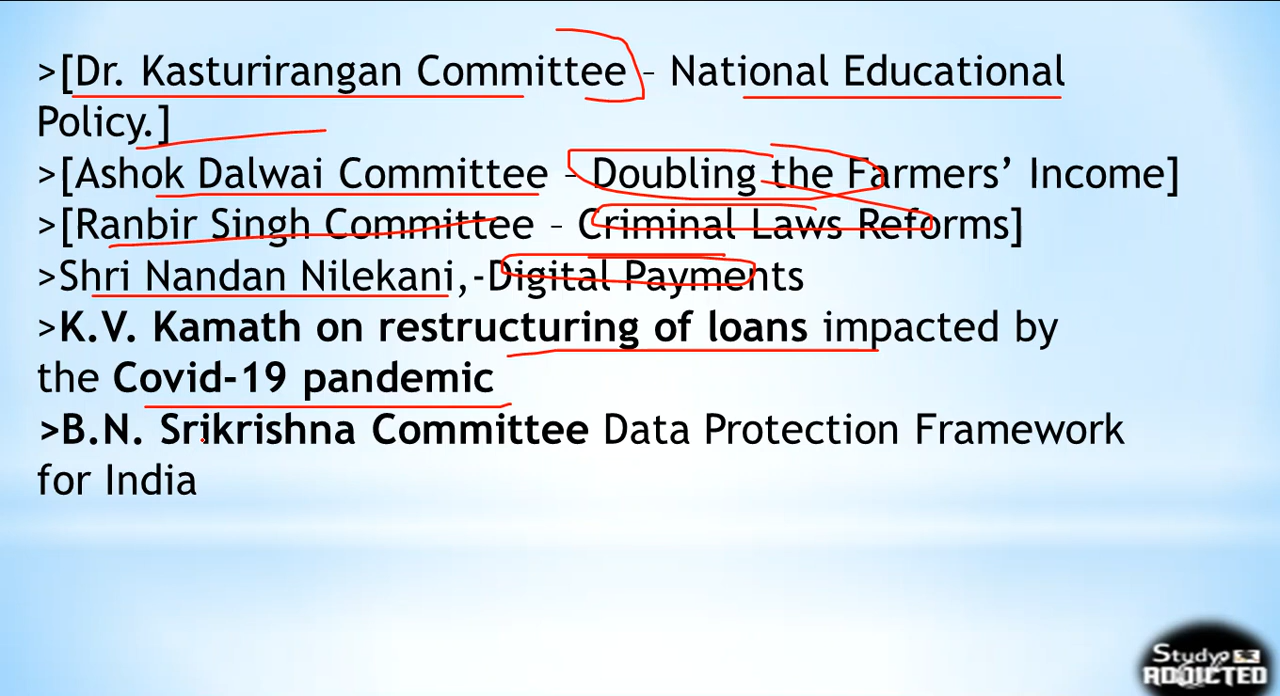 >[Dr. Kasturirangan Committee – National Educational
Policy.]
>[Ashok Dalwai Committee – Doubling the Farmers’ Income]
>[Ranbir Singh Committee – Criminal Laws Reforms]
>Shri Nandan Nilekani,-Digital Payments
>K.V. Kamath on restructuring of loans impacted by
the Covid-19 pandemic
>B.N. Srikrishna Committee Data Protection Framework
for India
Study
ADDICTED